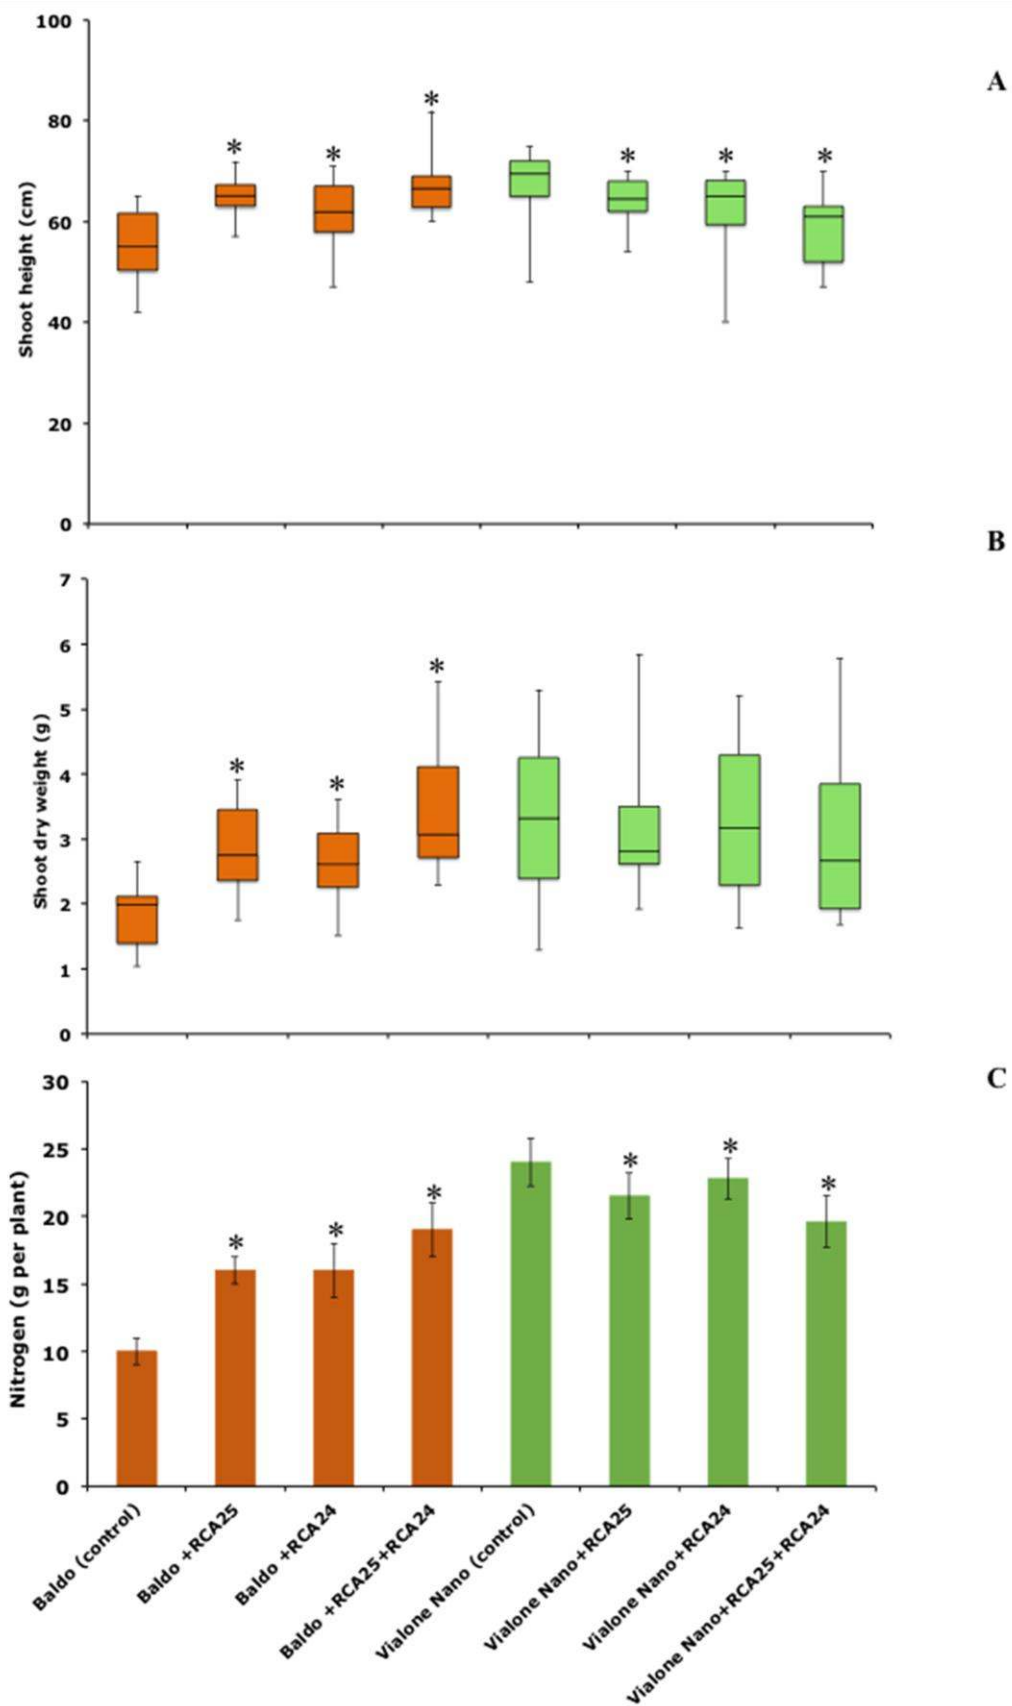 A
Shoot height (cm)
100
80
60
40
20
0
*
*
*
*
*
*
B
Shoot dry weight (g)
7
6
5
4
3
2
1
0
*
*
*
C
Nitrogen (g per plant)
30
25
20
15
10
5
0
*
*
*
*
*
*
Baldo (control)
Baldo +RCA25
Baldo +RCA24
Baldo +RCA25+RCA24
Vialone Nano (control)
Vialone Nano+RCA25
Vialone Nano+RCA24
Vialone Nano+RCA25+RCA24